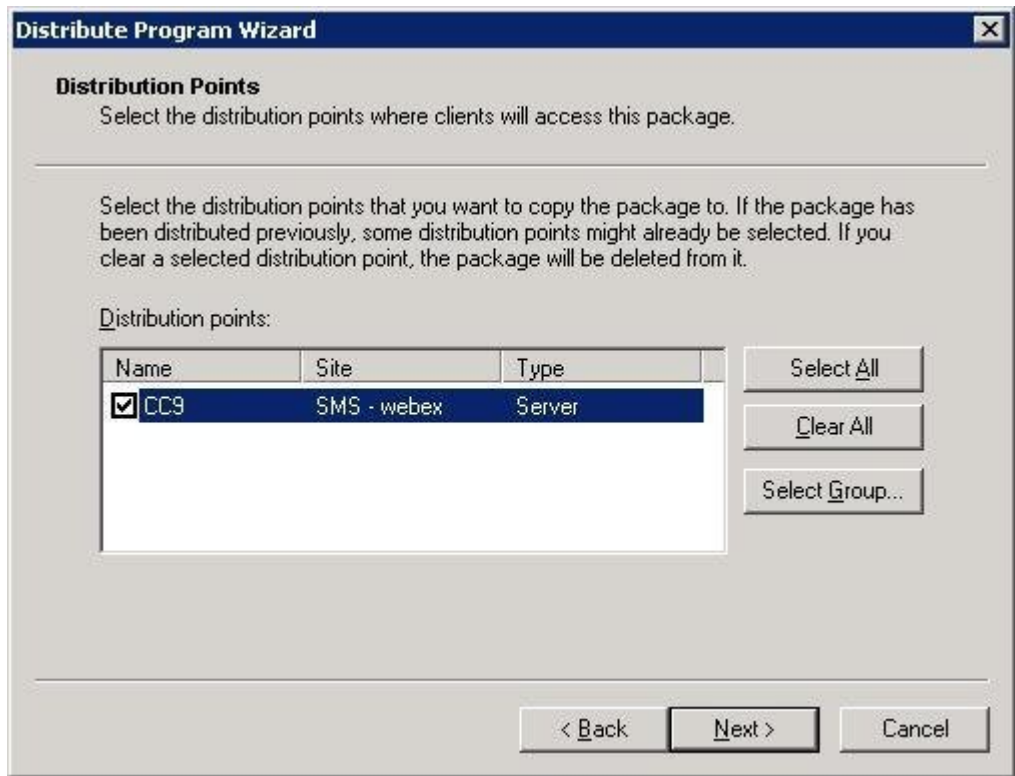 Distribute Program Wizard
Distribution Points
Select the distribution points where clients will access this package.
Select the distribution points that you want to copy the package to. If the package has
been distributed previously, some distribution points might already be selected. If you
clear a selected distribution point, the package will be deleted from it.
Distribution points:
Name Site Type
CC9 SMS - webex Server
Select All
Clear All
Select Group...
< Back Next > Cancel